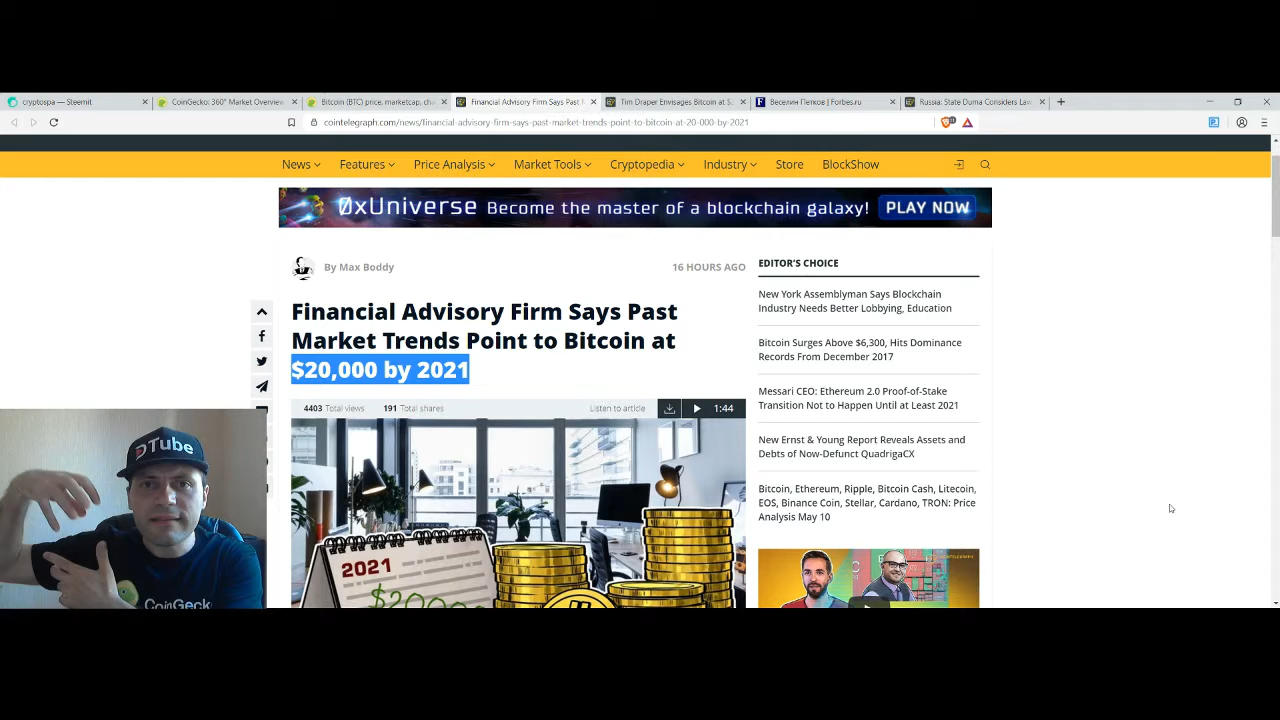 cryptospa — Steemit
CoinGecko: 360° Market Overview
Bitcoin (BTC) price, marketcap, cha
Financial Advisory Firm Says Past
Tim Draper Envisages Bitcoin at
Веселин Пепков | Forbes.ru
Russia: State Duma Considers Law
cointelegraph.com/news/financial-advisory-firm-says-past-market-trends-point-to-bitcoin-at-20-000-by-2021
News Features Price Analysis Market Tools Cryptopedia Industry Store BlockShow
0xUniverse Become the master of a blockchain galaxy! PLAY NOW
By Max Boddy
16 HOURS AGO
Financial Advisory Firm Says Past
Market Trends Point to Bitcoin at
$20,000 by 2021
4403 Total views 191 Total shares Listen to article 1:44
2021
$20000
EDITOR'S CHOICE
New York Assemblyman Says Blockchain
Industry Needs Better Lobbying, Education
Bitcoin Surges Above $6,300, Hits Dominance
Records From December 2017
Messari CEO: Ethereum 2.0 Proof-of-Stake
Transition Not to Happen Until at Least 2021
New Ernst & Young Report Reveals Assets and
Debts of Now-Defunct QuadrigaCX
Bitcoin, Ethereum, Ripple, Bitcoin Cash, Litecoin,
EOS, Binance Coin, Stellar, Cardano, TRON: Price
Analysis May 10
DTube
CoinGecko